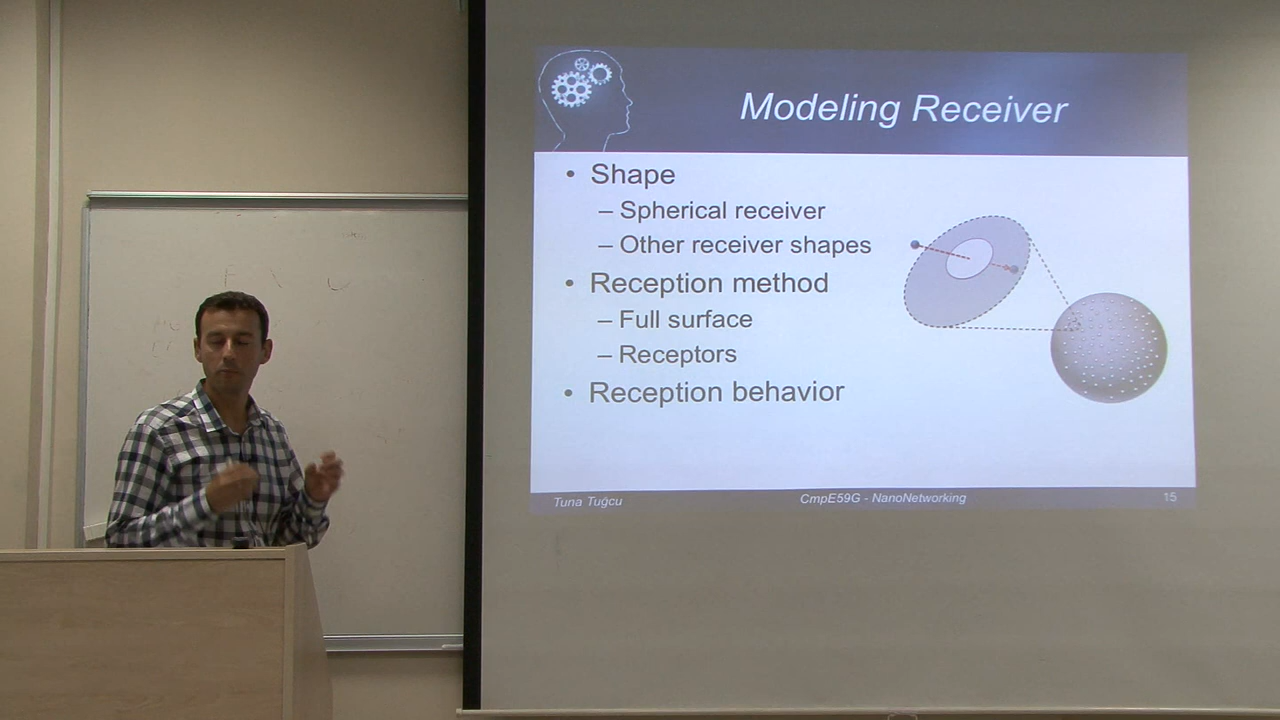 Modeling Receiver
• Shape
– Spherical receiver
– Other receiver shapes
• Reception method
– Full surface
– Receptors
• Reception behavior
Tuna Tuğcu
CmpE59G - NanoNetworking
15